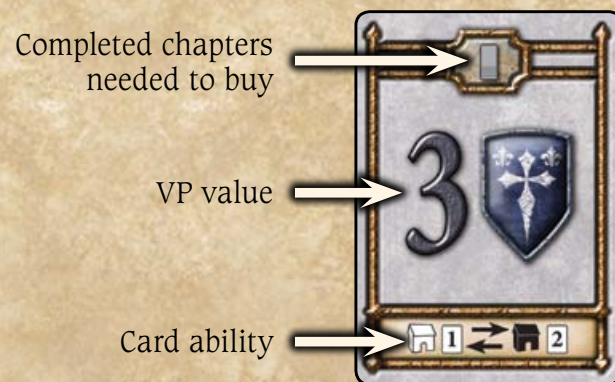 Completed chapters
needed to buy
VP value
3
Card ability
1 2